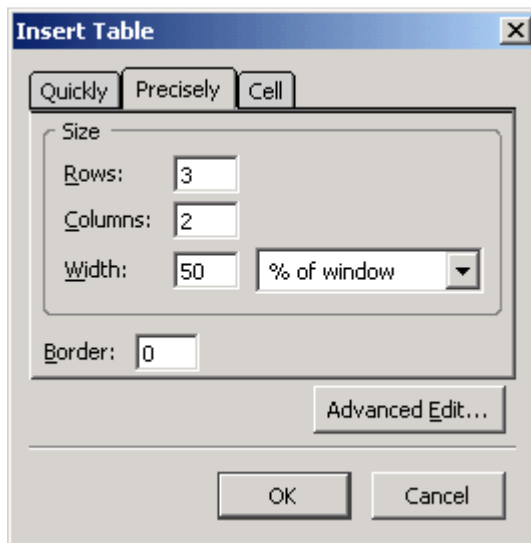 Insert Table
Quickly Precisely Cell
Size
Rows: 3
Columns: 2
Width: 50 % of window
Border: 0
Advanced Edit...
OK Cancel